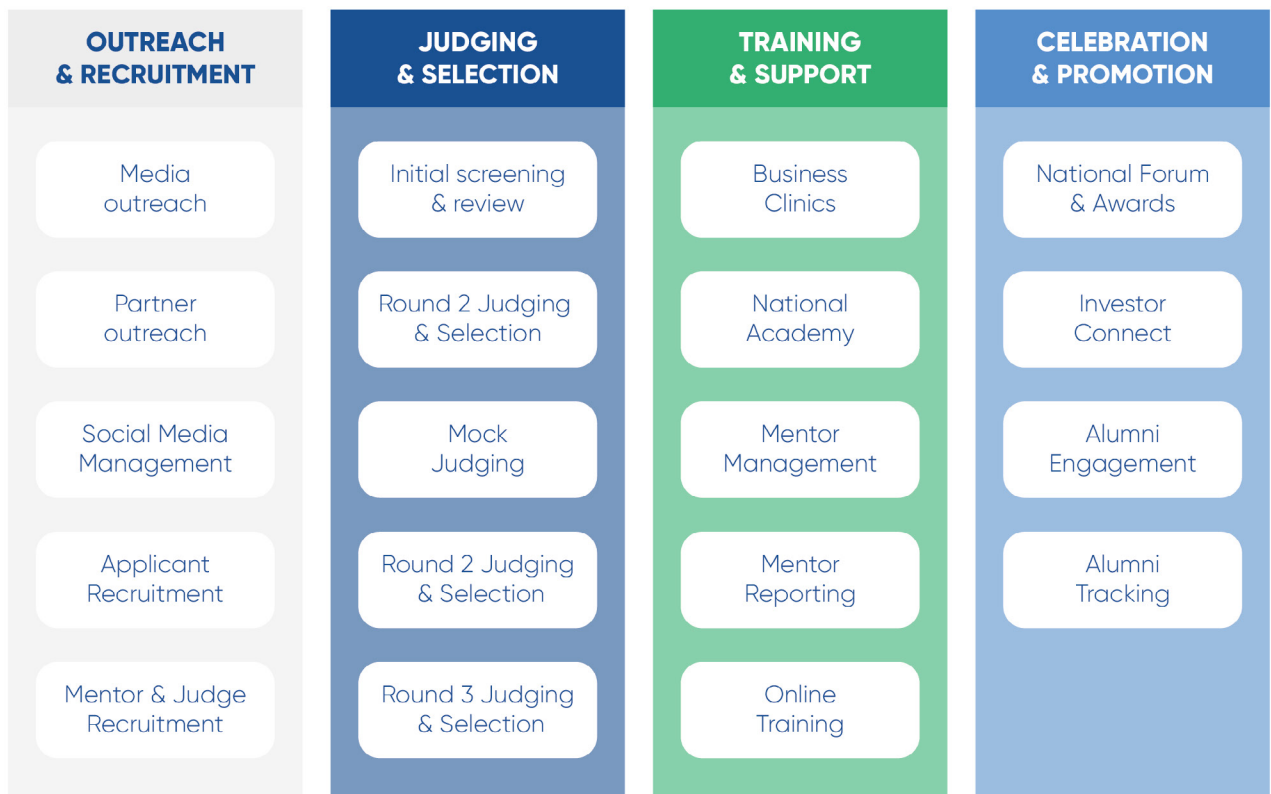 OUTREACH
& RECRUITMENT
Media
outreach
Partner
outreach
Social Media
Management
Applicant
Recruitment
Mentor & Judge
Recruitment
JUDGING
& SELECTION
Initial screening
& review
Round 2 Judging
& Selection
Mock
Judging
Round 2 Judging
& Selection
Round 3 Judging
& Selection
TRAINING
& SUPPORT
Business
Clinics
National
Academy
Mentor
Management
Mentor
Reporting
Online
Training
CELEBRATION
& PROMOTION
National Forum
& Awards
Investor
Connect
Alumni
Engagement
Alumni
Tracking